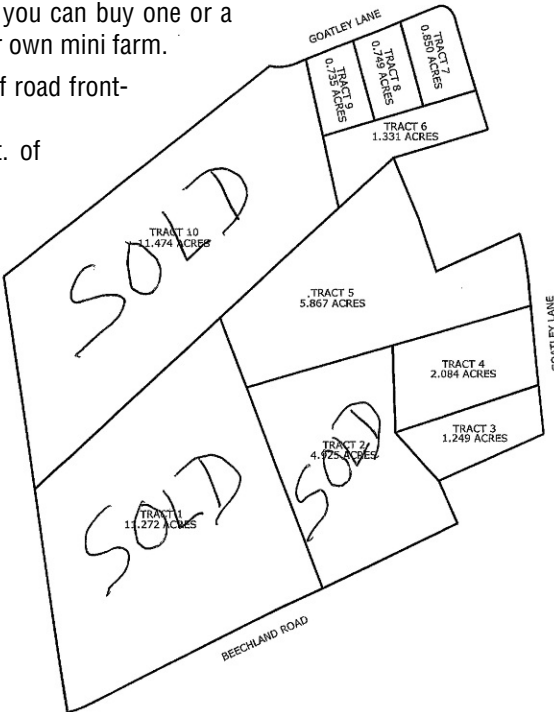 you can buy one or a
r own mini farm.
f road front-
t. of
GOATLEY LANE
TRACT 7
0.850 ACRES
TRACT 8
0.749 ACRES
TRACT 9
0.735 ACRES
TRACT 6
1.331 ACRES
TRACT 10
11.474 ACRES
SOLD
TRACT 5
5.867 ACRES
GOATLEY LANE
TRACT 4
2.084 ACRES
TRACT 3
1.249 ACRES
TRACT 2
4.925 ACRES
SOLD
TRACT 1
11.272 ACRES
SOLD
BEECHLAND ROAD